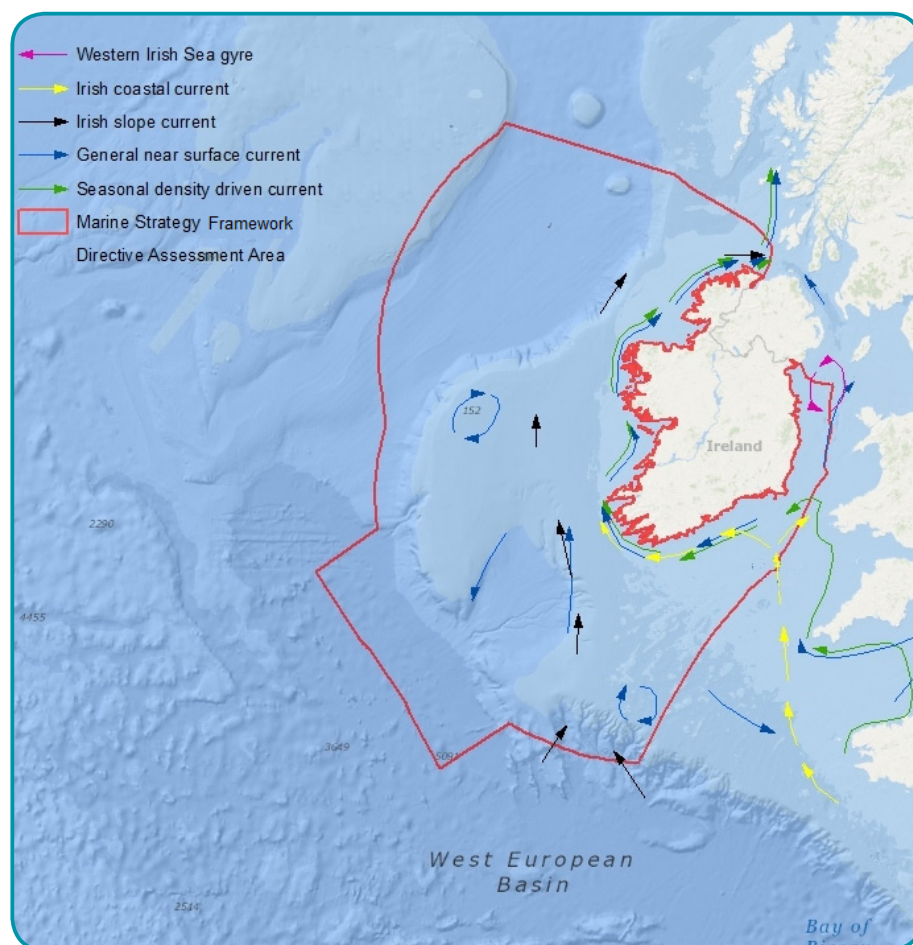 Western Irish Sea gyre
Irish coastal current
Irish slope current
General near surface current
Seasonal density driven current
Marine Strategy Framework
Directive Assessment Area
152
Ireland
2290
4455
3649
5091
West European
Basin
2514
Bay of